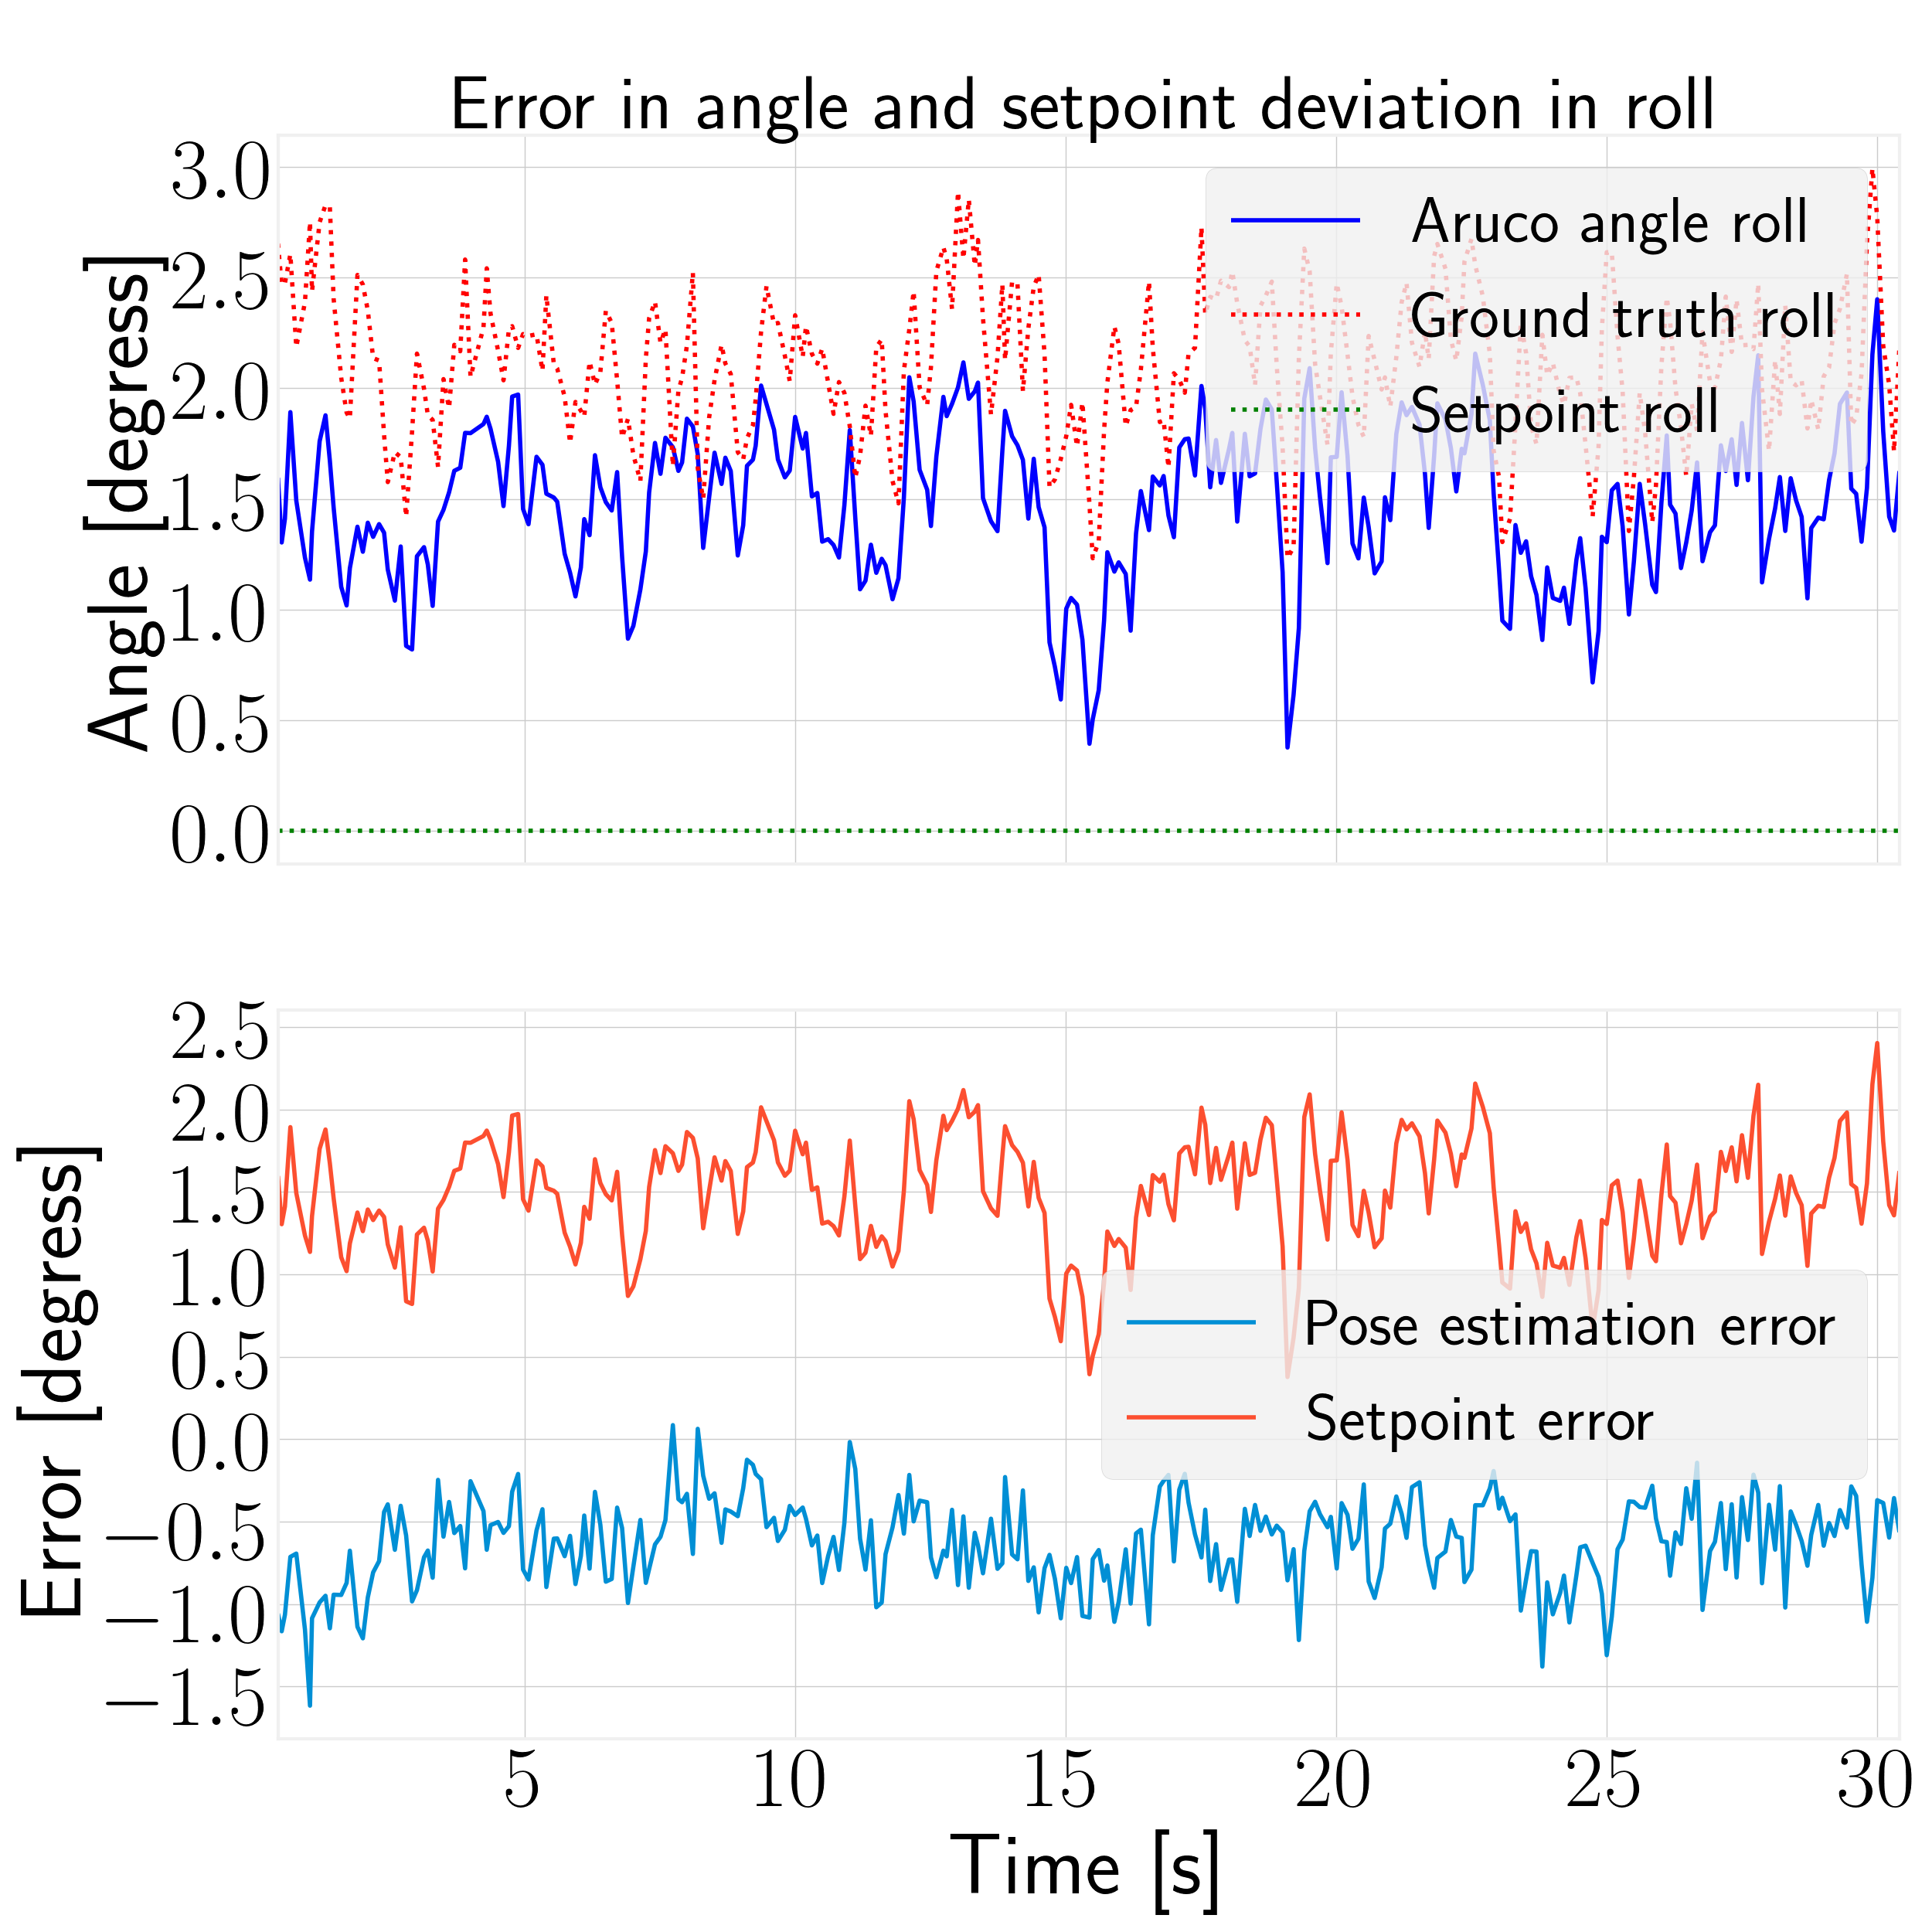 Error in angle and setpoint deviation in roll
Angle [degress]
3.0
2.5
2.0
1.5
1.0
0.5
0.0
Aruco angle roll
Ground truth roll
Setpoint roll
Error [degress]
2.5
2.0
1.5
1.0
0.5
0.0
−0.5
−1.0
−1.5
Pose estimation error
Setpoint error
5 10 15 20 25 30
Time [s]